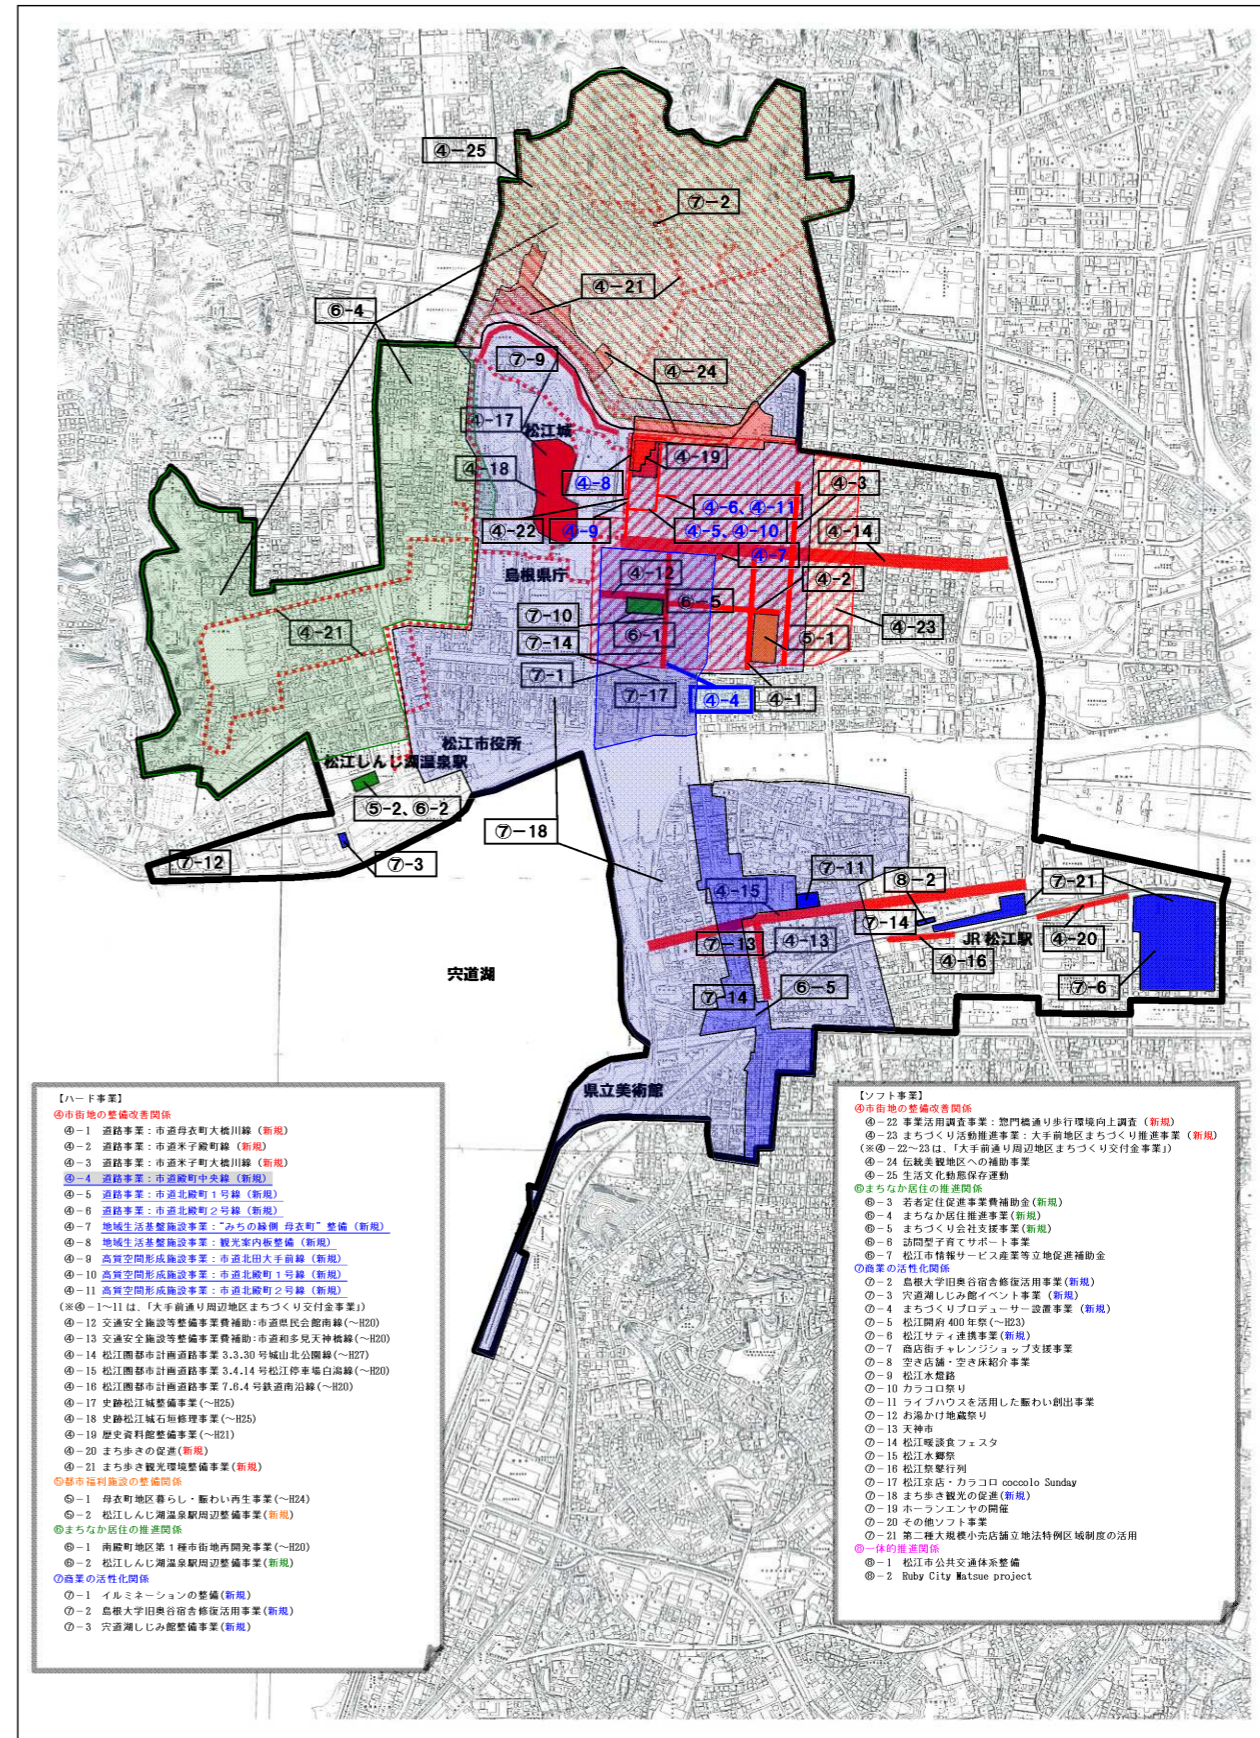 ④－25
⑦－2
④－21
⑥－4
⑦－9
④－24
④－17
松江城
④－19
④－18
④－8
④－3
④－6、④－11
④－22
④－9
④－5、④－10
④－14
④－7
島根県庁
④－12
④－2
⑥－5
⑦－10
④－21
⑥－1
⑤－1
④－23
⑦－14
⑦－1
⑦－17
④－4
④－1
松江市役所
松江しんじ湖温泉駅
⑤－2、⑥－2
⑦－18
⑦－12
⑦－3
⑦－11
⑧－2
⑦－21
④－15
⑦－14
⑦－13
④－13
JR松江駅
④－20
④－16
宍道湖
⑦－6
⑦－14
⑥－5
県立美術館
【ハード事業】
④市街地の整備改善関係
④－1 道路事業：市道母衣町大橋川線（新規）
④－2 道路事業：市道米子殿町線（新規）
④－3 道路事業：市道米子町大橋川線（新規）
④－4 道路事業：市道殿町中央線（新規）
④－5 道路事業：市道北殿町１号線（新規）
④－6 道路事業：市道北殿町２号線（新規）
④－7 地域生活基盤施設事業：“みちの縁側 母衣町”整備（新規）
④－8 地域生活基盤施設事業：観光案内板整備（新規）
④－9 高質空間形成施設事業：市道北田大手前線（新規）
④－10 高質空間形成施設事業：市道北殿町１号線（新規）
④－11 高質空間形成施設事業：市道北殿町２号線（新規）
（※④－1～11は、「大手前通り周辺地区まちづくり交付金事業」）
④－12 交通安全施設等整備事業費補助：市道県民会館南線(～H20)
④－13 交通安全施設等整備事業費補助：市道和多見天神橋線(～H20)
④－14 松江圏都市計画道路事業 3.3.30号城山北公園線(～H27)
④－15 松江圏都市計画道路事業 3.4.14号松江停車場白潟線(～H20)
④－16 松江圏都市計画道路事業 7.6.4号鉄道南沿線(～H20)
④－17 史跡松江城整備事業(～H25)
④－18 史跡松江城石垣修理事業(～H25)
④－19 歴史資料館整備事業(～H21)
④－20 まち歩きの促進(新規)
④－21 まち歩き観光環境整備事業(新規)
⑤都市福利施設の整備関係
⑤－1 母衣町地区暮らし・賑わい再生事業(～H24)
⑤－2 松江しんじ湖温泉駅周辺整備事業(新規)
⑥まちなか居住の推進関係
⑥－1 南殿町地区第１種市街地再開発事業(～H20)
⑥－2 松江しんじ湖温泉駅周辺整備事業(新規)
⑦商業の活性化関係
⑦－1 イルミネーションの整備(新規)
⑦－2 島根大学旧奥谷宿舎修復活用事業(新規)
⑦－3 宍道湖しじみ館整備事業(新規)
【ソフト事業】
④市街地の整備改善関係
④－22 事業活用調査事業：惣門橋通り歩行環境向上調査（新規）
④－23 まちづくり活動推進事業：大手前地区まちづくり推進事業（新規）
（※④－22～23は、「大手前通り周辺地区まちづくり交付金事業」）
④－24 伝統美観地区への補助事業
④－25 生活文化動態保存運動
⑥まちなか居住の推進関係
⑥－3 若者定住促進事業費補助金(新規)
⑥－4 まちなか居住推進事業(新規)
⑥－5 まちづくり会社支援事業(新規)
⑥－6 訪問型子育てサポート事業
⑥－7 松江市情報サービス産業等立地促進補助金
⑦商業の活性化関係
⑦－2 島根大学旧奥谷宿舎修復活用事業(新規)
⑦－3 宍道湖しじみ館イベント事業（新規）
⑦－4 まちづくりプロデューサー設置事業（新規）
⑦－5 松江開府400年祭(～H23)
⑦－6 松江サティ連携事業(新規)
⑦－7 商店街チャレンジショップ支援事業
⑦－8 空き店舗・空き床紹介事業
⑦－9 松江水燈路
⑦－10 カラコロ祭り
⑦－11 ライブハウスを活用した賑わい創出事業
⑦－12 お湯かけ地蔵祭り
⑦－13 天神市
⑦－14 松江暖談食フェスタ
⑦－15 松江水郷祭
⑦－16 松江祭鼕行列
⑦－17 松江京店・カラコロ coccolo Sunday
⑦－18 まち歩き観光の促進(新規)
⑦－19 ホーランエンヤの開催
⑦－20 その他ソフト事業
⑦－21 第二種大規模小売店舗立地法特例区域制度の活用
⑧一体的推進関係
⑧－1 松江市公共交通体系整備
⑧－2 Ruby City Matsue project